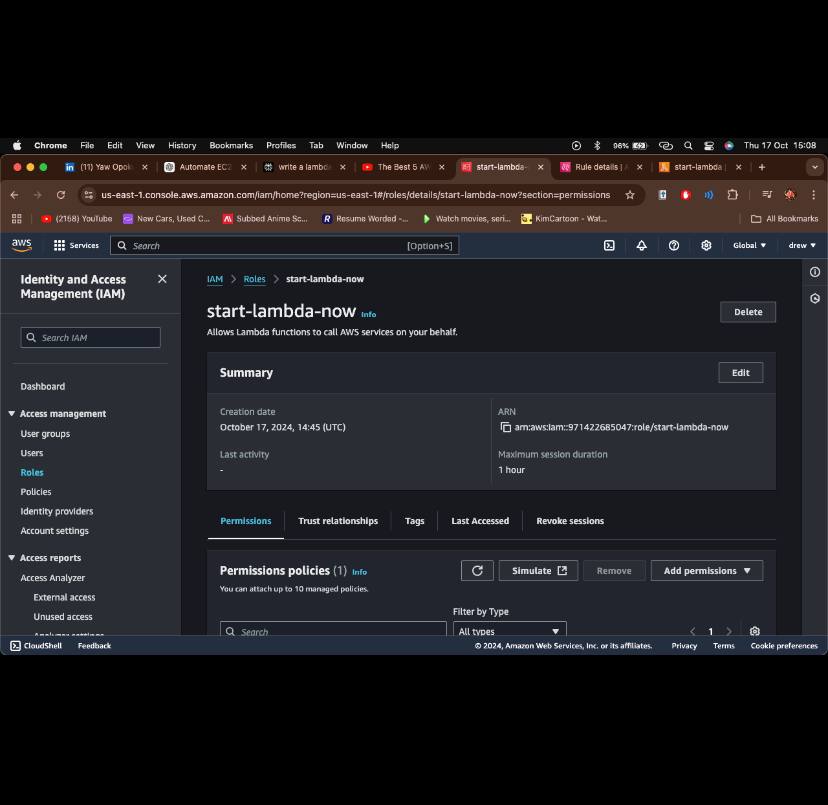 Chrome File Edit View History Bookmarks Profiles Tab Window Help 96% Thu 17 Oct 15:08
(11) Yaw Opok Automate EC2 write a lambda The Best 5 AW start-lambda- Rule details | A start-lambda |
us-east-1.console.aws.amazon.com/iam/home?region=us-east-1#/roles/details/start-lambda-now?section=permissions
(2158) YouTube New Cars, Used C... Subbed Anime Sc... Resume Worded -... Watch movies, seri... KimCartoon - Wat... All Bookmarks
aws Services Search [Option+S] Global drew
Identity and Access Management (IAM)
Search IAM
Dashboard
Access management
User groups
Users
Roles
Policies
Identity providers
Account settings
Access reports
Access Analyzer
External access
Unused access
Analyzer settings
IAM > Roles > start-lambda-now
start-lambda-now Info
Delete
Allows Lambda functions to call AWS services on your behalf.
Summary
Edit
Creation date
October 17, 2024, 14:45 (UTC)
ARN
arn:aws:iam::971422685047:role/start-lambda-now
Last activity
-
Maximum session duration
1 hour
Permissions Trust relationships Tags Last Accessed Revoke sessions
Permissions policies (1) Info
Simulate Remove Add permissions
You can attach up to 10 managed policies.
Filter by Type
Search All types 1
CloudShell Feedback © 2024, Amazon Web Services, Inc. or its affiliates. Privacy Terms Cookie preferences